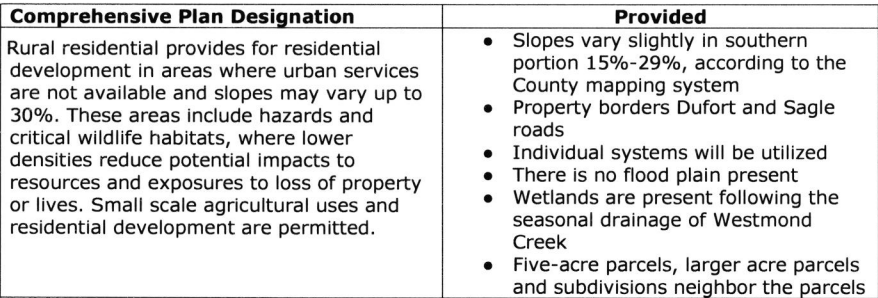 Comprehensive Plan Designation
Rural residential provides for residential
development in areas where urban services
are not available and slopes may vary up to
30%. These areas include hazards and
critical wildlife habitats, where lower
densities reduce potential impacts to
resources and exposures to loss of property
or lives. Small scale agricultural uses and
residential development are permitted.
Provided
• Slopes vary slightly in southern
portion 15%-29%, according to the
County mapping system
• Property borders Dufort and Sagle
roads
• Individual systems will be utilized
• There is no flood plain present
• Wetlands are present following the
seasonal drainage of Westmond
Creek
• Five-acre parcels, larger acre parcels
and subdivisions neighbor the parcels